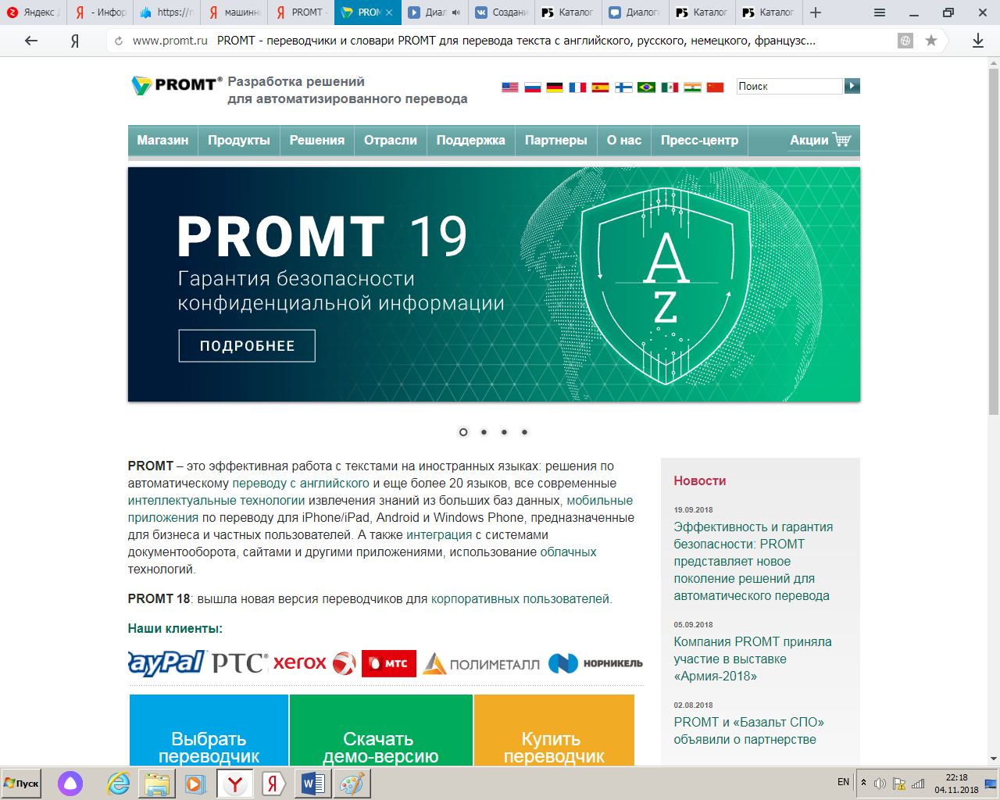 Яндекс
- Инфор
https://
машинн
PROMT -
PROM
Диал
Создани
Каталог
Диалоги
Каталог
Каталог
www.promt.ru PROMT - переводчики и словари PROMT для перевода текста с английского, русского, немецкого, французс...
PROMT®
Разработка решений
для автоматизированного перевода
Поиск
Магазин Продукты Решения Отрасли Поддержка Партнеры О нас Пресс-центр Акции
PROMT 19
Гарантия безопасности
конфиденциальной информации
ПОДРОБНЕЕ
A
Z
PROMT – это эффективная работа с текстами на иностранных языках: решения по
автоматическому переводу с английского и еще более 20 языков, все современные
интеллектуальные технологии извлечения знаний из больших баз данных, мобильные
приложения по переводу для iPhone/iPad, Android и Windows Phone, предназначенные
для бизнеса и частных пользователей. А также интеграция с системами
документооборота, сайтами и другими приложениями, использование облачных
технологий.
PROMT 18: вышла новая версия переводчиков для корпоративных пользователей.
Наши клиенты:
PayPal PTC® xerox МТС ПОЛИМЕТАЛЛ НОРНИКЕЛЬ
Выбрать
переводчик
Скачать
демо-версию
Купить
переводчик
Новости
19.09.2018
Эффективность и гарантия
безопасности: PROMT
представляет новое
поколение решений для
автоматического перевода
05.09.2018
Компания PROMT приняла
участие в выставке
«Армия-2018»
02.08.2018
PROMT и «Базальт СПО»
объявили о партнерстве
Пуск
EN
22:18
04.11.2018